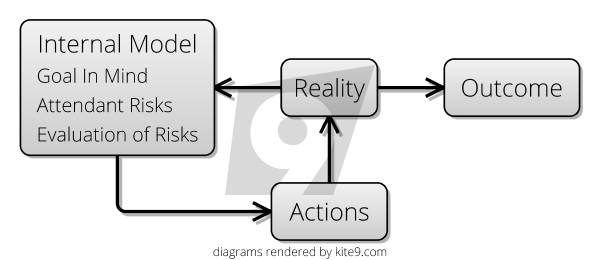 Internal Model
Goal In Mind
Attendant Risks
Evaluation of Risks
Reality
Outcome
Actions
diagrams rendered by kite9.com